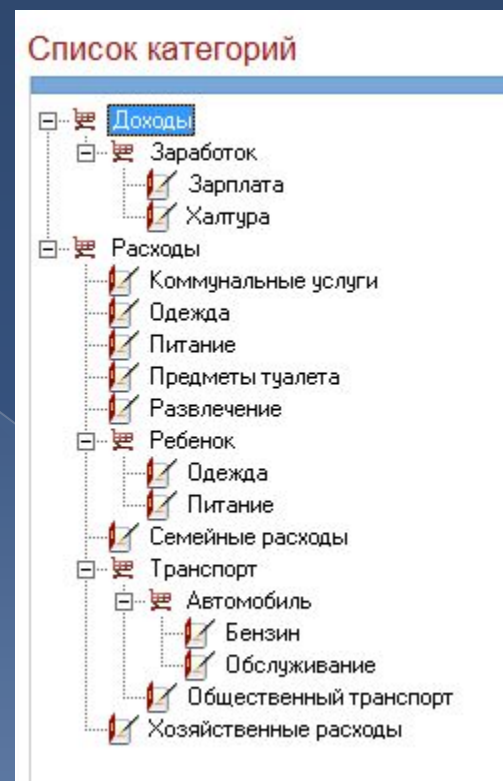 Список категорий
Доходы
Заработок
Зарплата
Халтура
Расходы
Коммунальные услуги
Одежда
Питание
Предметы туалета
Развлечение
Ребенок
Одежда
Питание
Семейные расходы
Транспорт
Автомобиль
Бензин
Обслуживание
Общественный транспорт
Хозяйственные расходы